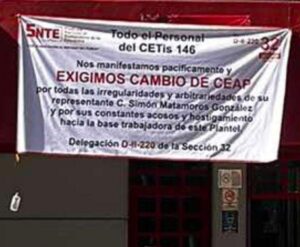 SNTE
Todo el Personal
del CETis 146
D-II-220 32
Nos manifestamos pacificamente y
EXIGIMOS CAMBIO DE CEAP
por todas las irregularidades y arbitrariedades de su
representante C. Simón Matamoros González
y por sus constantes acosos y hostigamiento
hacia la base trabajadora de este Plantel.
Delegación D-II-220 de la Sección 32